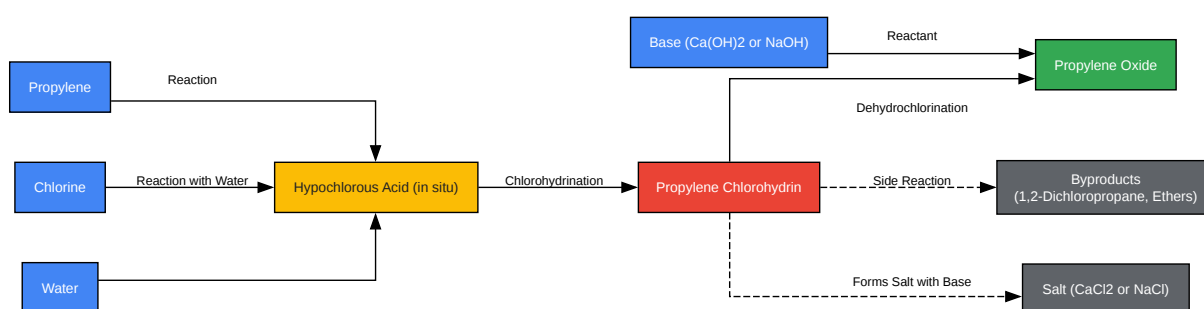 Base (Ca(OH)2 or NaOH)
Reactant
Propylene Oxide
Propylene
Reaction
Dehydrochlorination
Chlorine
Reaction with Water
Hypochlorous Acid (in situ)
Chlorohydrination
Propylene Chlorohydrin
Side Reaction
Byproducts
(1,2-Dichloropropane, Ethers)
Water
Forms Salt with Base
Salt (CaCl2 or NaCl)